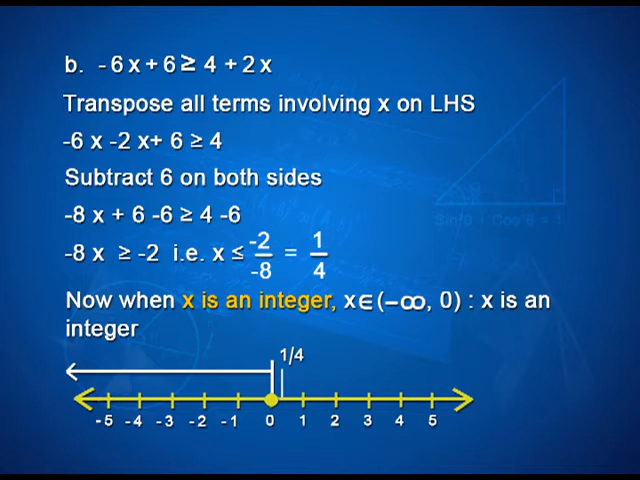 b. -6x+6 ≥ 4+2x
Transpose all terms involving x on LHS
-6 x -2 x+ 6 ≥ 4
Subtract 6 on both sides
-8 x + 6 -6 ≥ 4 -6
-8 x ≥ -2 i.e. x ≤ -2/-8 = 1/4
Now when x is an integer, x∈(-∞, 0) : x is an
integer
1/4
-5 -4 -3 -2 -1 0 1 2 3 4 5